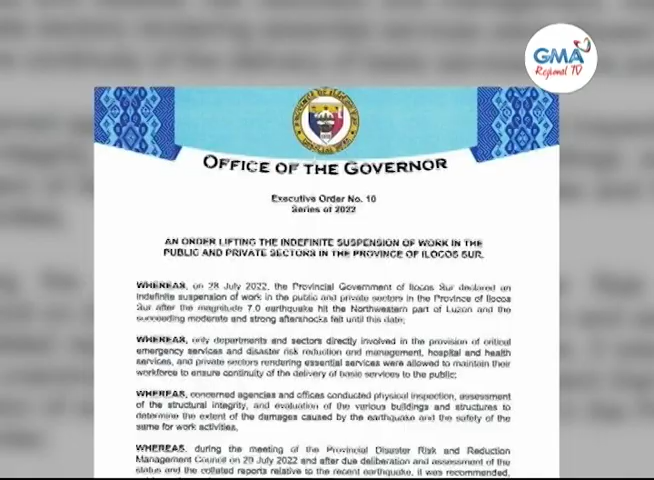 GMA
Regional TV
OFFICE OF THE GOVERNOR
Executive Order No. 10
Series of 2022
AN ORDER LIFTING THE INDEFINITE SUSPENSION OF WORK IN THE
PUBLIC AND PRIVATE SECTORS IN THE PROVINCE OF ILOCOS SUR.
WHEREAS, on 28 July 2022, the Provincial Government of Ilocos Sur declared an
indefinite suspension of work in the public and private sectors in the Province of Ilocos
Sur after the magnitude 7.0 earthquake hit the Northwestern part of Luzon and the
succeeding moderate and strong aftershocks felt until this date;
WHEREAS, only departments and sectors directly involved in the provision of critical
emergency services and disaster risk reduction and management, hospital and health
services, and private sectors rendering essential services were allowed to maintain their
workforce to ensure continuity of the delivery of basic services to the public;
WHEREAS, concerned agencies and offices conducted physical inspection, assessment
of the structural integrity, and evaluation of the various buildings and structures to
determine the extent of the damages caused by the earthquake and the safety of the
same for work activities,
WHEREAS, during the meeting of the Provincial Disaster Risk and Reduction
Management Council on 29 July 2022 and after due deliberation and assessment of the
status and the collated reports relative to the recent earthquake, it was recommended,